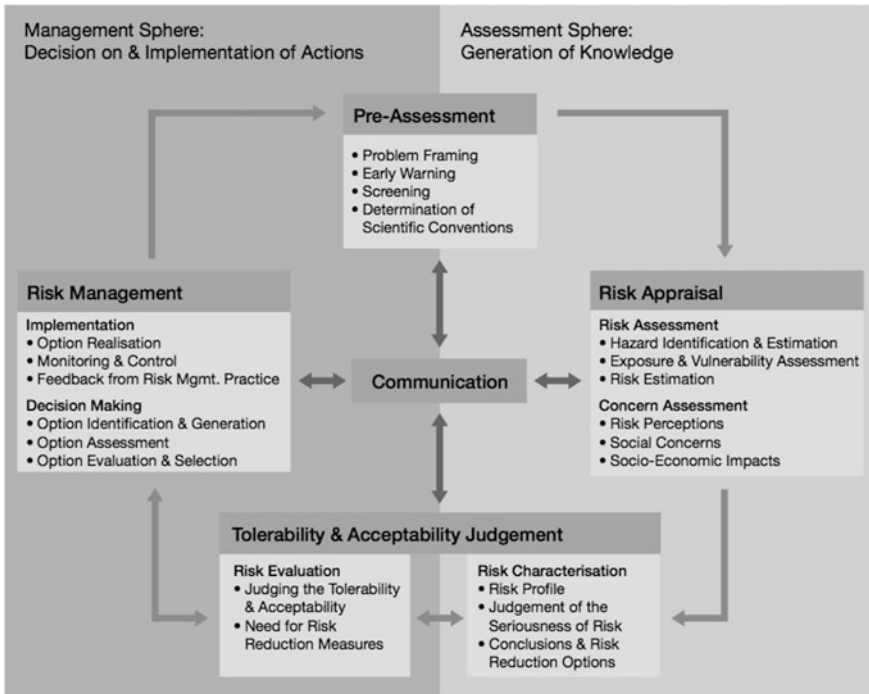 Management Sphere:
Decision on & Implementation of Actions
Assessment Sphere:
Generation of Knowledge
Pre-Assessment
• Problem Framing
• Early Warning
• Screening
• Determination of
Scientific Conventions
Risk Management
Implementation
• Option Realisation
• Monitoring & Control
• Feedback from Risk Mgmt. Practice
Decision Making
• Option Identification & Generation
• Option Assessment
• Option Evaluation & Selection
Communication
Risk Appraisal
Risk Assessment
• Hazard Identification & Estimation
• Exposure & Vulnerability Assessment
• Risk Estimation
Concern Assessment
• Risk Perceptions
• Social Concerns
• Socio-Economic Impacts
Tolerability & Acceptability Judgement
Risk Evaluation
• Judging the Tolerability
& Acceptability
• Need for Risk
Reduction Measures
Risk Characterisation
• Risk Profile
• Judgement of the
Seriousness of Risk
• Conclusions & Risk
Reduction Options